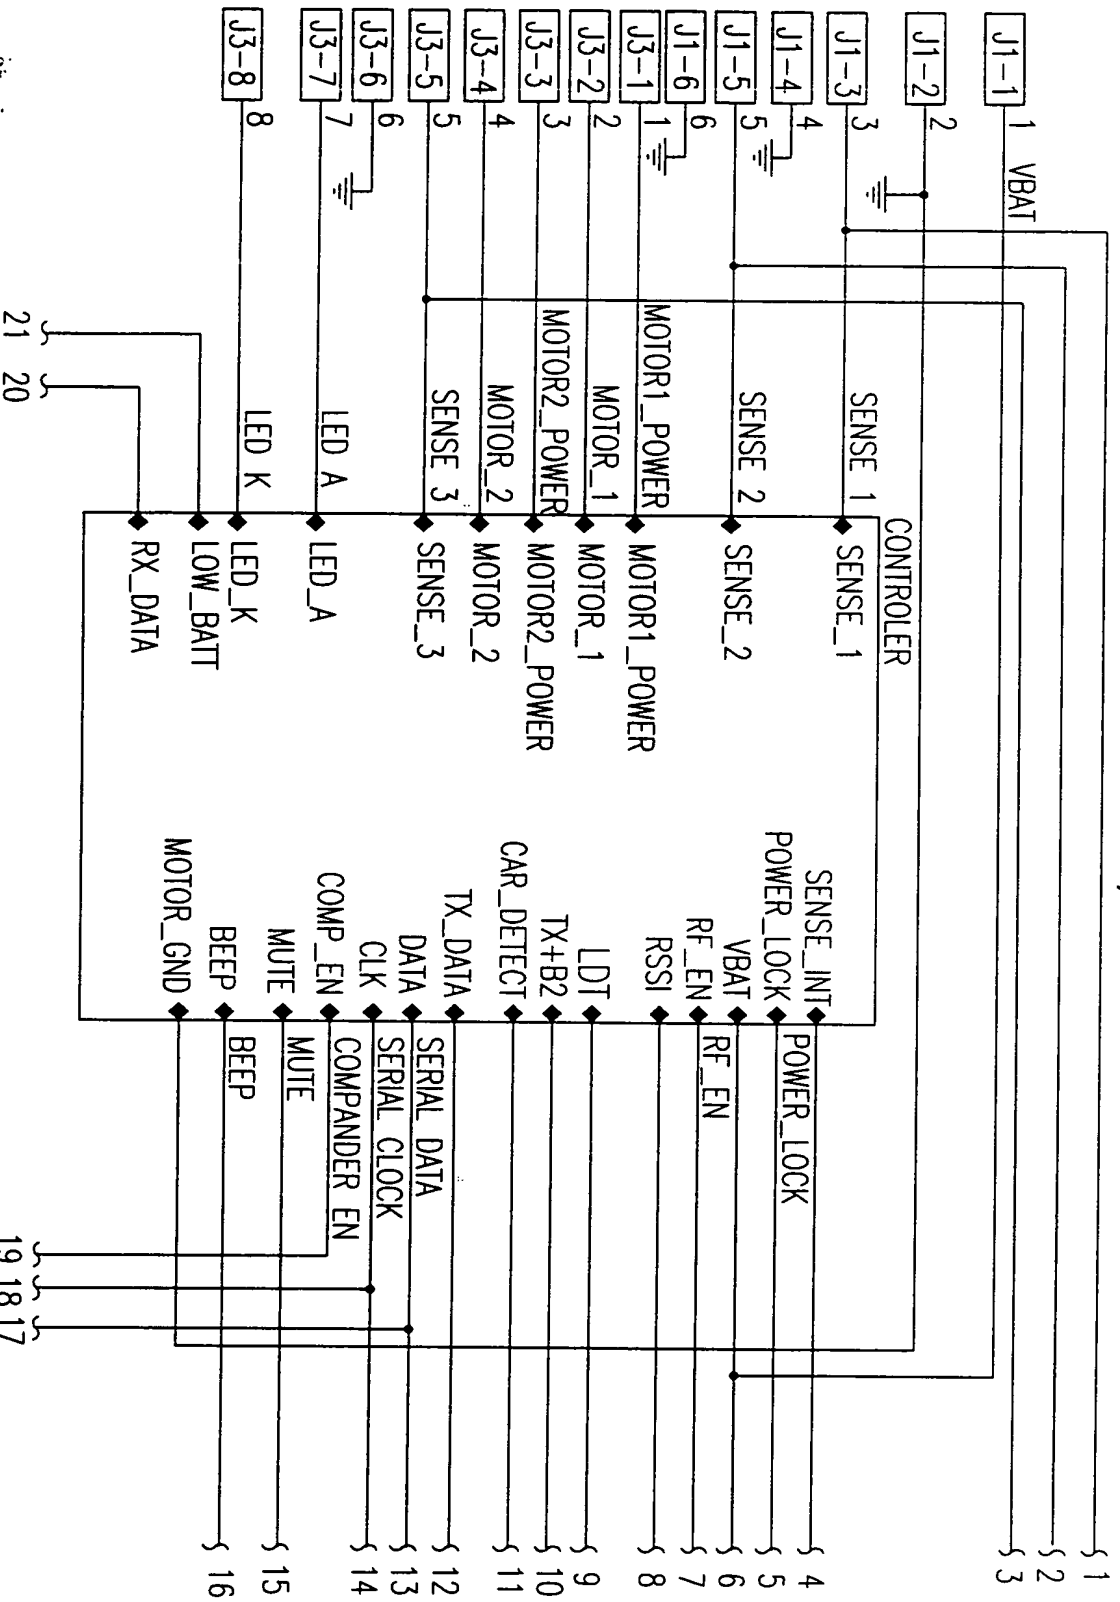 J1-1
1
VBAT
J1-2
2
J1-3
3
SENSE 1
J1-4
4
J1-5
5
SENSE 2
J1-6
6
J3-1
1
MOTOR1_POWER
J3-2
2
MOTOR_1
J3-3
3
MOTOR2_POWER
J3-4
4
MOTOR_2
J3-5
5
SENSE 3
J3-6
6
J3-7
7
LED A
J3-8
8
LED K
21
20
CONTROLER
SENSE_1
SENSE_2
MOTOR1_POWER
MOTOR_1
MOTOR2_POWER
MOTOR_2
SENSE_3
LED_A
LED_K
LOW_BATT
RX_DATA
SENSE_INT
POWER_LOCK
VBAT
RF_EN
RSSI
LDT
TX+B2
CAR_DETECT
TX_DATA
DATA
CLK
COMP_EN
MUTE
BEEP
MOTOR_GND
POWER_LOCK
RF_EN
SERIAL DATA
SERIAL CLOCK
COMPANDER EN
MUTE
BEEP
1
2
3
4
5
6
7
8
9
10
11
12
13
14
15
16
17
18
19